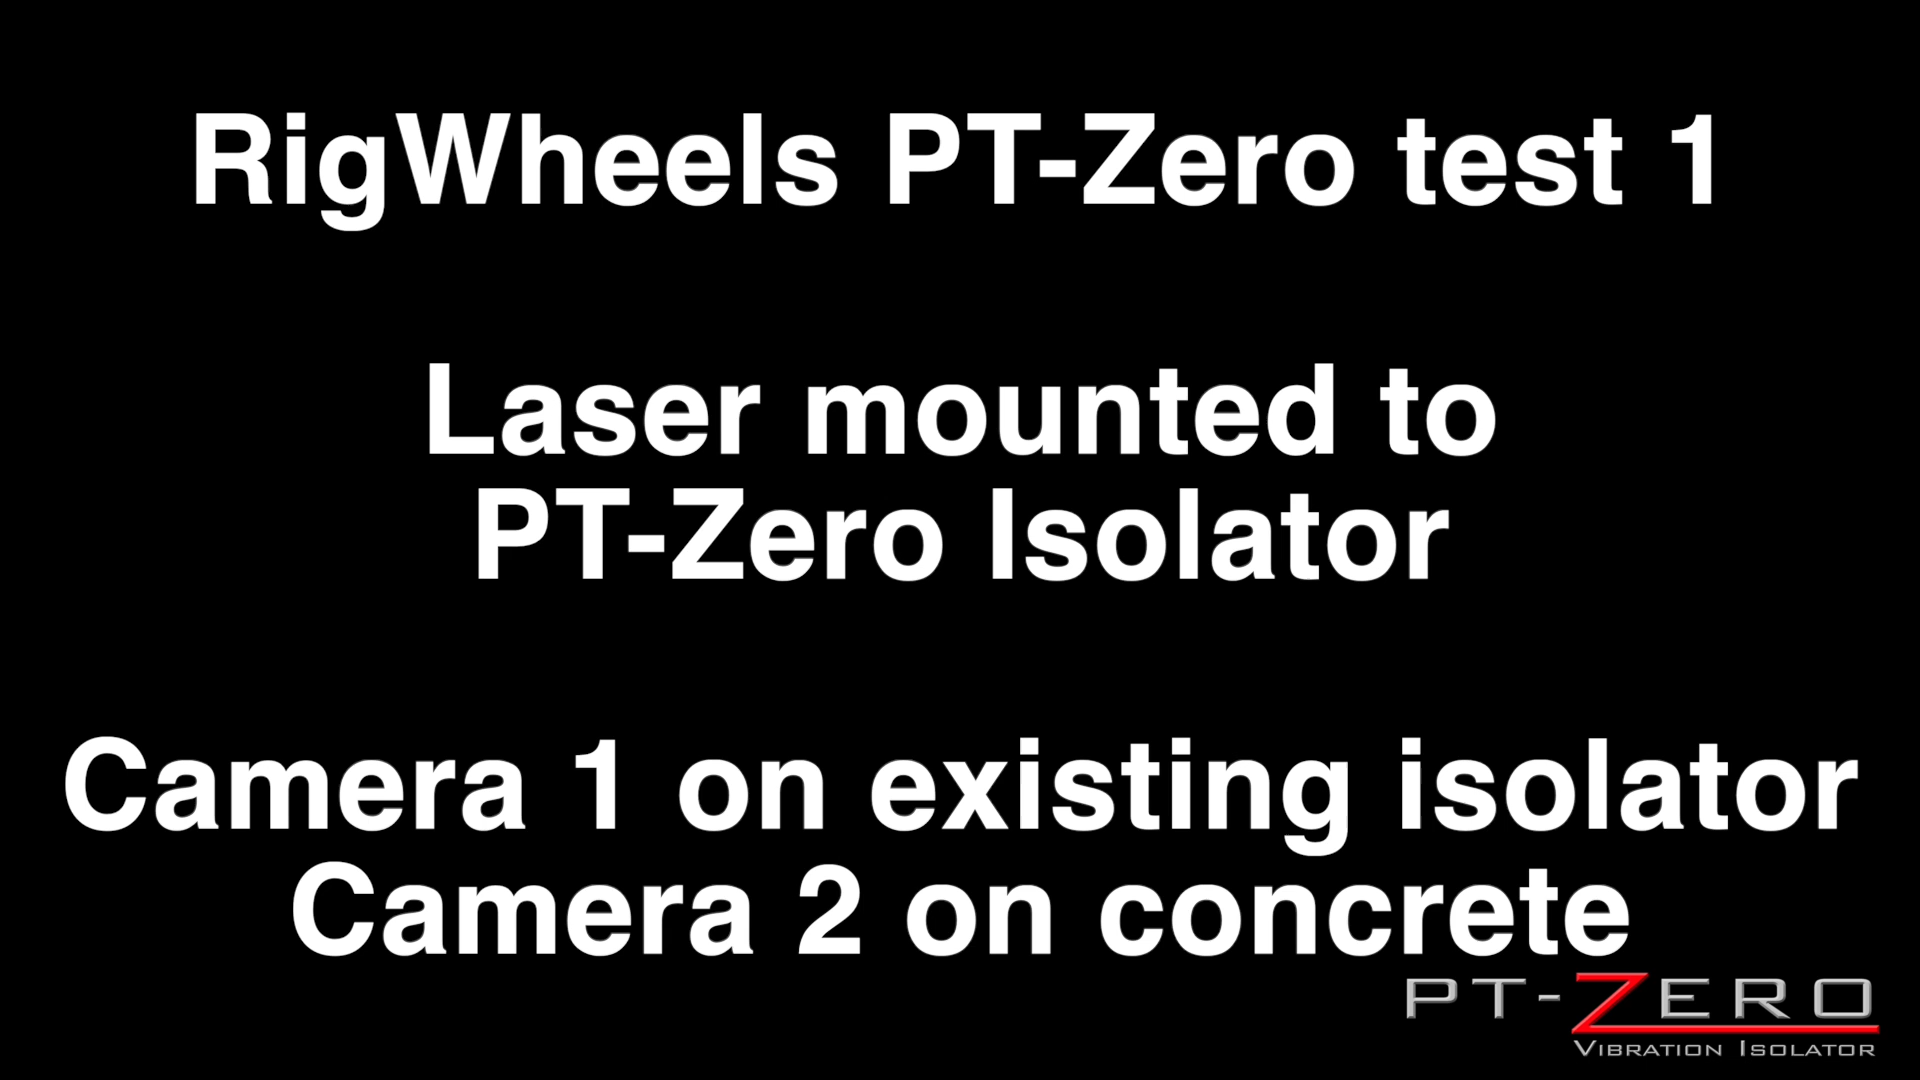 RigWheels PT-Zero test 1
Laser mounted to
PT-Zero Isolator
Camera 1 on existing isolator
Camera 2 on concrete
PT-ZERO
VIBRATION ISOLATOR